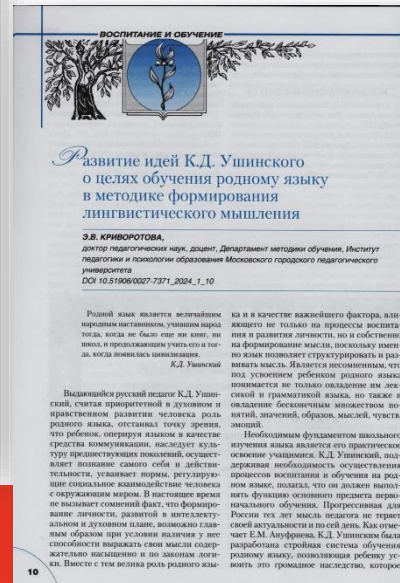 ВОСПИТАНИЕ И ОБУЧЕНИЕ
Развитие идей К.Д. Ушинского
о целях обучения родному языку
в методике формирования
лингвистического мышления
Э.В. КРИВОРОТОВА,
доктор педагогических наук, доцент, Департамент методики обучения, Институт
педагогики и психологии образования Московского городского педагогического
университета
DOI 10.51906/0027-7371_2024_1_10
Родной язык является величайшим
народным наставником, учившим народ
тогда, когда не было еще ни книг, ни
школ, и продолжающим учить его и тог-
да, когда появилась цивилизация.
К.Д. Ушинский
Выдающийся русский педагог К.Д. Ушин-
ский, считая приоритетной в духовном и
нравственном развитии человека роль
родного языка, отстаивал точку зрения,
что ребенок, оперируя языком в качестве
средства коммуникации, наследует куль-
туру предшествующих поколений, осущест-
вляет познание самого себя и действи-
тельности, усваивает нормы, регулирую-
щие социальное взаимодействие человека
с окружающим миром. В настоящее время
не вызывает сомнений факт, что формиро-
вание личности, развитой в интеллекту-
альном и духовном плане, возможно глав-
ным образом при условии наличия у нее
способности выражать свои мысли содер-
жательно насыщенно и по законам логи-
ки. Вместе с тем велика роль родного язы-
ка и в качестве важнейшего фактора, вли-
яющего не только на процессы воспита-
ния и развития личности, но и собственно
на формирование мысли, поскольку имен-
но язык позволяет структурировать и раз-
вивать мысль. Является несомненным, что
под усвоением ребенком родного языка
понимается не только овладение им лек-
сикой и грамматикой языка, но также и
овладение бесконечным множеством по-
нятий, значений, образов, мыслей, чувств,
эмоций.
Необходимым фундаментом школьного
изучения языка является его практическое
освоение учащимися. К.Д. Ушинский, под-
держивая необходимость осуществления
процессов воспитания и обучения на род-
ном языке, полагал, что он должен выпол-
нять функцию основного предмета перво-
начального обучения. Прогрессивная для
России тех лет мысль педагога не теряет
своей актуальности и по сей день. Как отме-
чает Е.М. Ануфриева, К.Д. Ушинским была
разработана стройная система обучения
родному языку, позволяющая ребенку ус-
воить это громадное наследство, которое
10